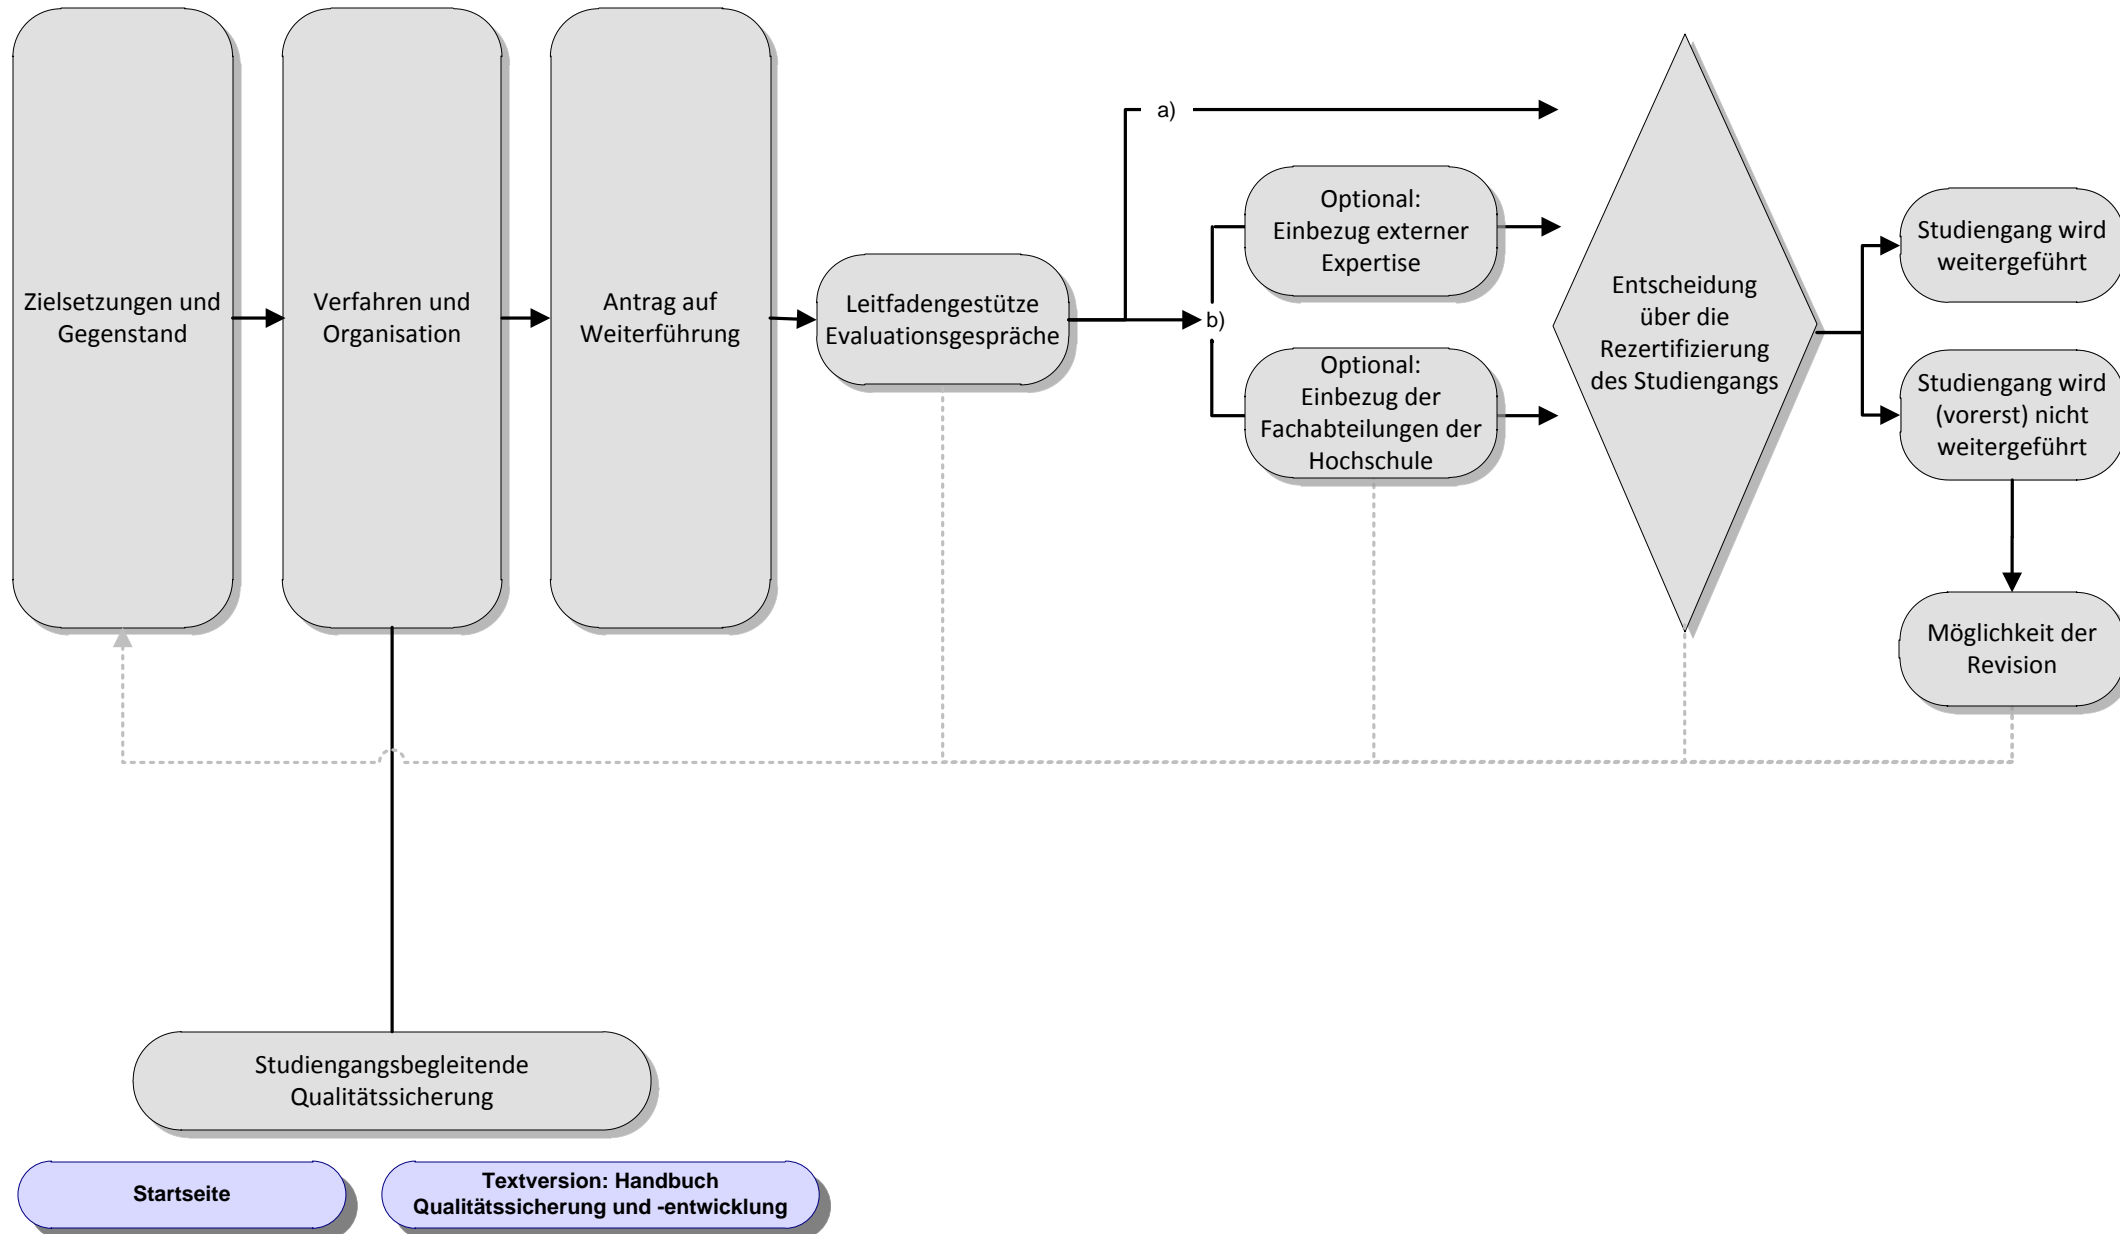 Zielsetzungen und
Gegenstand
Verfahren und
Organisation
Antrag auf
Weiterführung
Leitfadengestütze
Evaluationsgespräche
a)
b)
Optional:
Einbezug externer
Expertise
Optional:
Einbezug der
Fachabteilungen der
Hochschule
Entscheidung
über die
Rezertifizierung
des Studiengangs
Studiengang wird
weitergeführt
Studiengang wird
(vorerst) nicht
weitergeführt
Möglichkeit der
Revision
Studiengangsbegleitende
Qualitätssicherung
Startseite
Textversion: Handbuch
Qualitätssicherung und -entwicklung